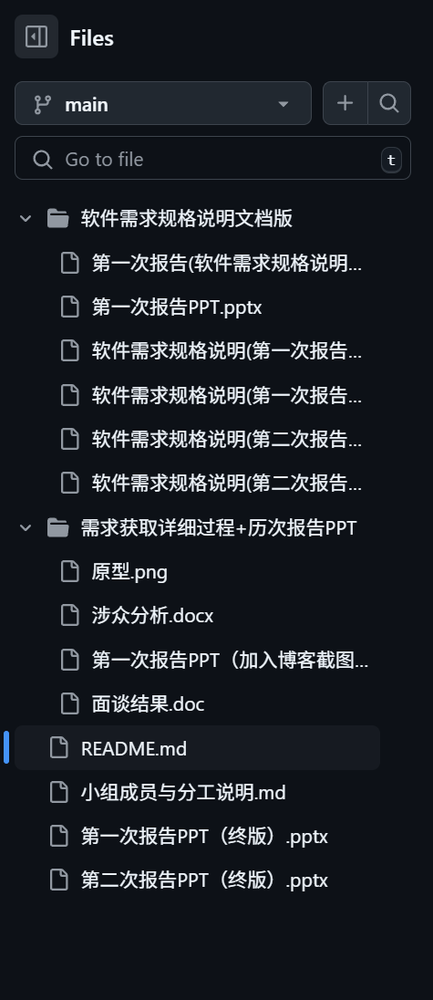 Files
main
Go to file
t
软件需求规格说明文档版
第一次报告(软件需求规格说明...
第一次报告PPT.pptx
软件需求规格说明(第一次报告...
软件需求规格说明(第一次报告...
软件需求规格说明(第二次报告...
软件需求规格说明(第二次报告...
需求获取详细过程+历次报告PPT
原型.png
涉众分析.docx
第一次报告PPT（加入博客截图...
面谈结果.doc
README.md
小组成员与分工说明.md
第一次报告PPT（终版）.pptx
第二次报告PPT（终版）.pptx